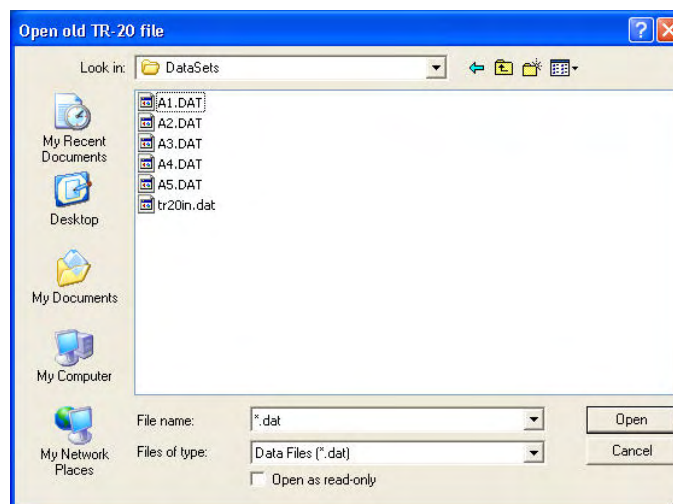 Open old TR-20 file
Look in:
DataSets
A1.DAT
A2.DAT
A3.DAT
A4.DAT
A5.DAT
tr20in.dat
My Recent
Documents
Desktop
My Documents
My Computer
My Network
Places
File name:
*.dat
Open
Files of type:
Data Files (*.dat)
Cancel
Open as read-only